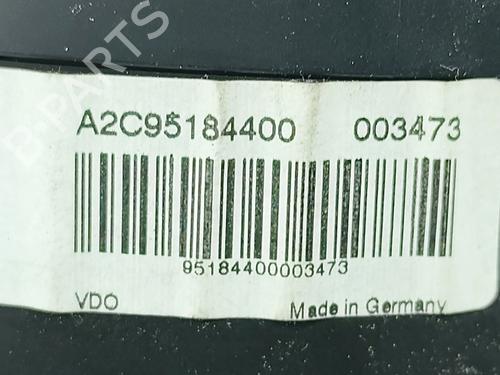 A2C95184400 003473
95184400003473
VDO Made in Germany
B-PARTS